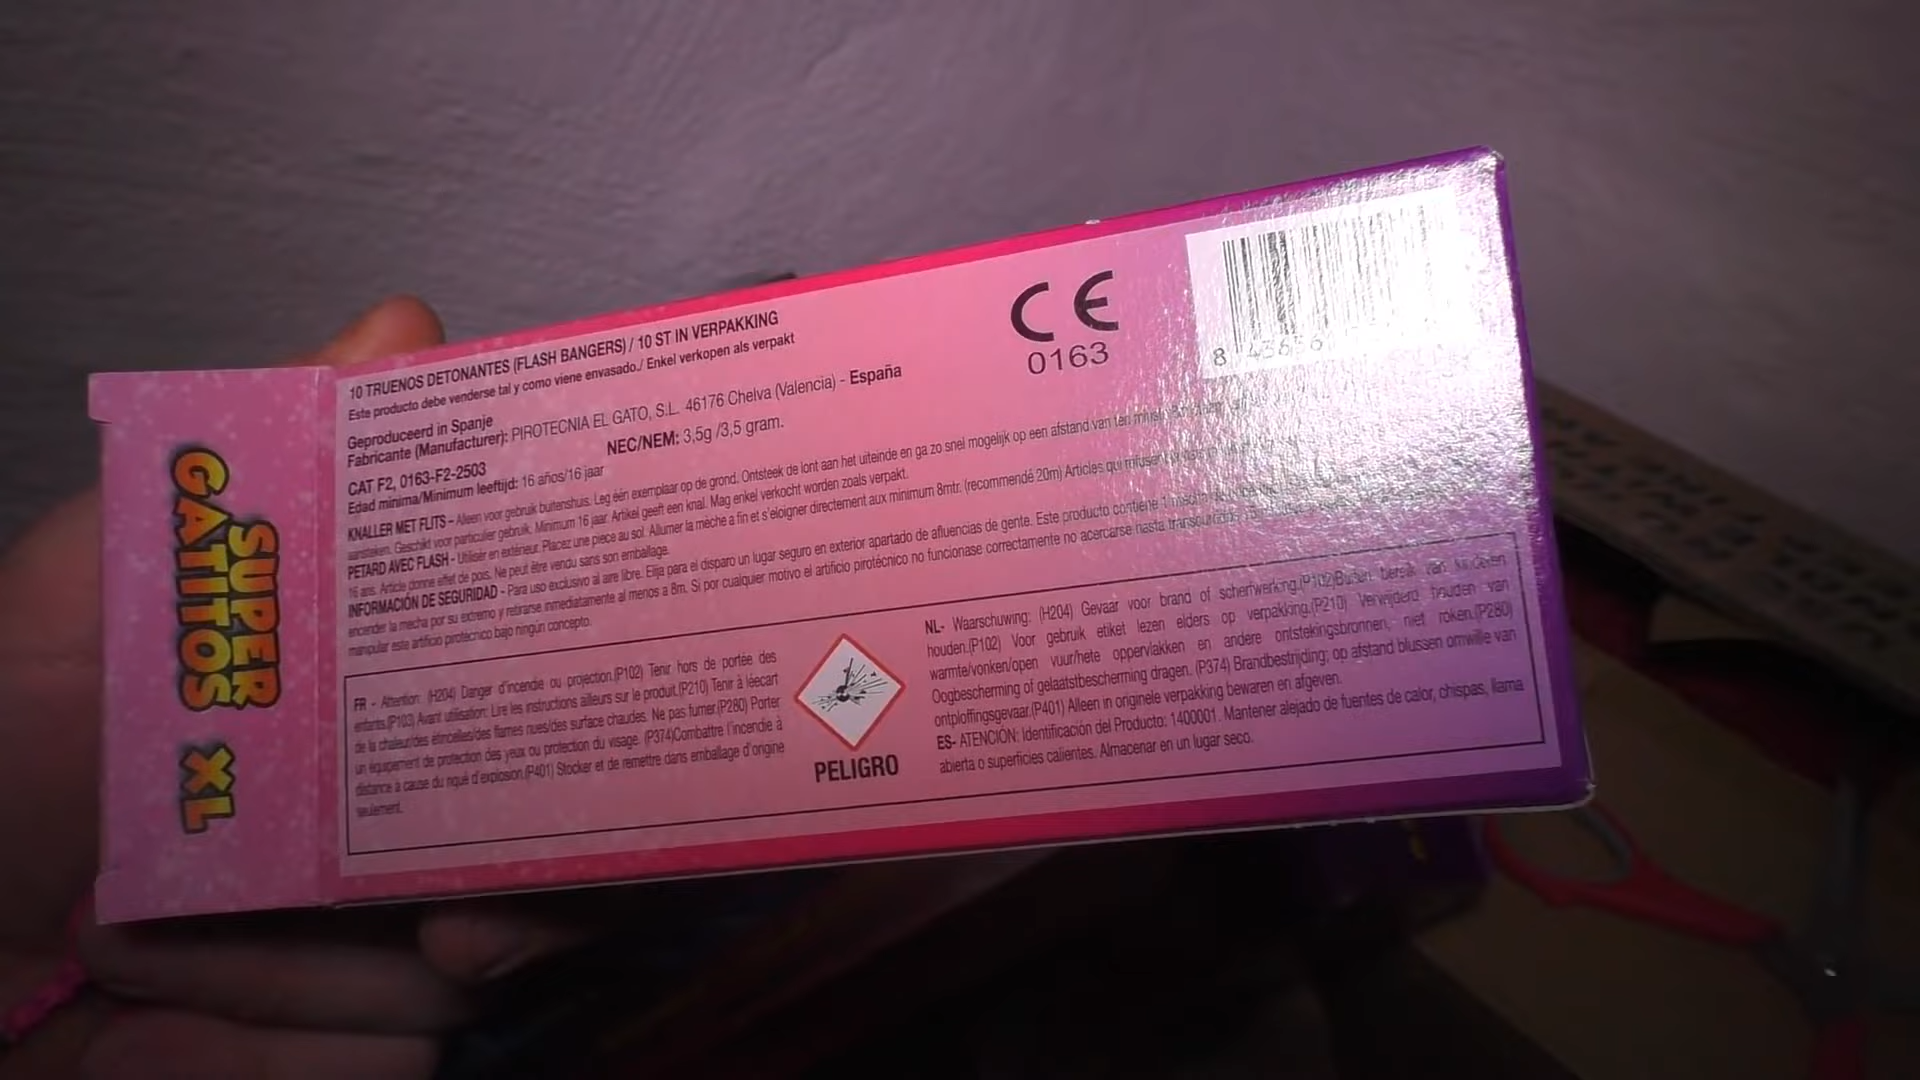 SUPER
GATITOS XL
10 TRUENOS DETONANTES (FLASH BANGERS) / 10 ST IN VERPAKKING
Este producto debe venderse tal y como viene envasado./ Enkel verkopen als verpakt
Geproduceerd in Spanje
Fabricante (Manufacturer): PIROTECNIA EL GATO, S.L. 46176 Chelva (Valencia) - España
CAT F2, 0163-F2-2503
NEC/NEM: 3,5g /3,5 gram.
Edad minima/Minimum leeftijd: 16 años/16 jaar
CE
0163
KNALLER MET FLITS – Alleen voor gebruik buitenshuis. Leg één exemplaar op de grond. Ontsteek de lont aan het uiteinde en ga zo snel mogelijk op een afstand van ten
aansteken. Geschikt voor particulier gebruik. Minimum 16 jaar. Artikel geeft een knal. Mag enkel verkocht worden zoals verpakt.
PETARD AVEC FLASH - Utilisér en extérieur. Placez une piece au sol. Allumer la mèche a fin et s'eloigner directement aux minimum 8mtr. (recommendé 20m) Articles qui
16 ans. Article donne effet de pois. Ne peut être vendu sans son emballage.
INFORMACIÓN DE SEGURIDAD - Para uso exclusivo al aire libre. Elija para el disparo un lugar seguro en exterior apartado de afluencias de gente. Este producto contiene 1 mecha
encender la mecha por su extremo y retirarse inmediatamente al menos a 8m. Si por cualquier motivo el artificio pirotécnico no funcionase correctamente no acercarse hasta
manipular este artificio pirotécnico bajo ningún concepto.
FR - Attention: (H204) Danger d'incendie ou projection.(P102) Tenir hors de portée des
enfants.(P103) Avant utilisation: Lire les instructions ailleurs sur le produit.(P210) Tenir à léecart
de la chaleur/des étincelles/des flames nues/des surface chaudes. Ne pas fumer.(P280) Porter
un équipement de protection des yeux ou protection du visage. (P374)Combattre l'incendie à
distance à cause du riqué d'explosion.(P401) Stocker et de remettre dans emballage d'origine
seulement.
PELIGRO
NL- Waarschuwing: (H204) Gevaar voor brand of scherfwerking.(P102)Buiten bereik van kinderen
houden.(P102) Voor gebruik etiket lezen elders op verpakking.(P210) Verwijderd houden van
warmte/vonken/open vuur/hete oppervlakken en andere ontstekingsbronnen, niet roken.(P280)
Oogbescherming of gelaatstbescherming dragen. (P374) Brandbestrijding: op afstand blussen omwille van
ontploffingsgevaar.(P401) Alleen in originele verpakking bewaren en afgeven.
ES- ATENCIÓN: Identificación del Producto: 1400001. Mantener alejado de fuentes de calor, chispas, llama
abierta o superficies calientes. Almacenar en un lugar seco.